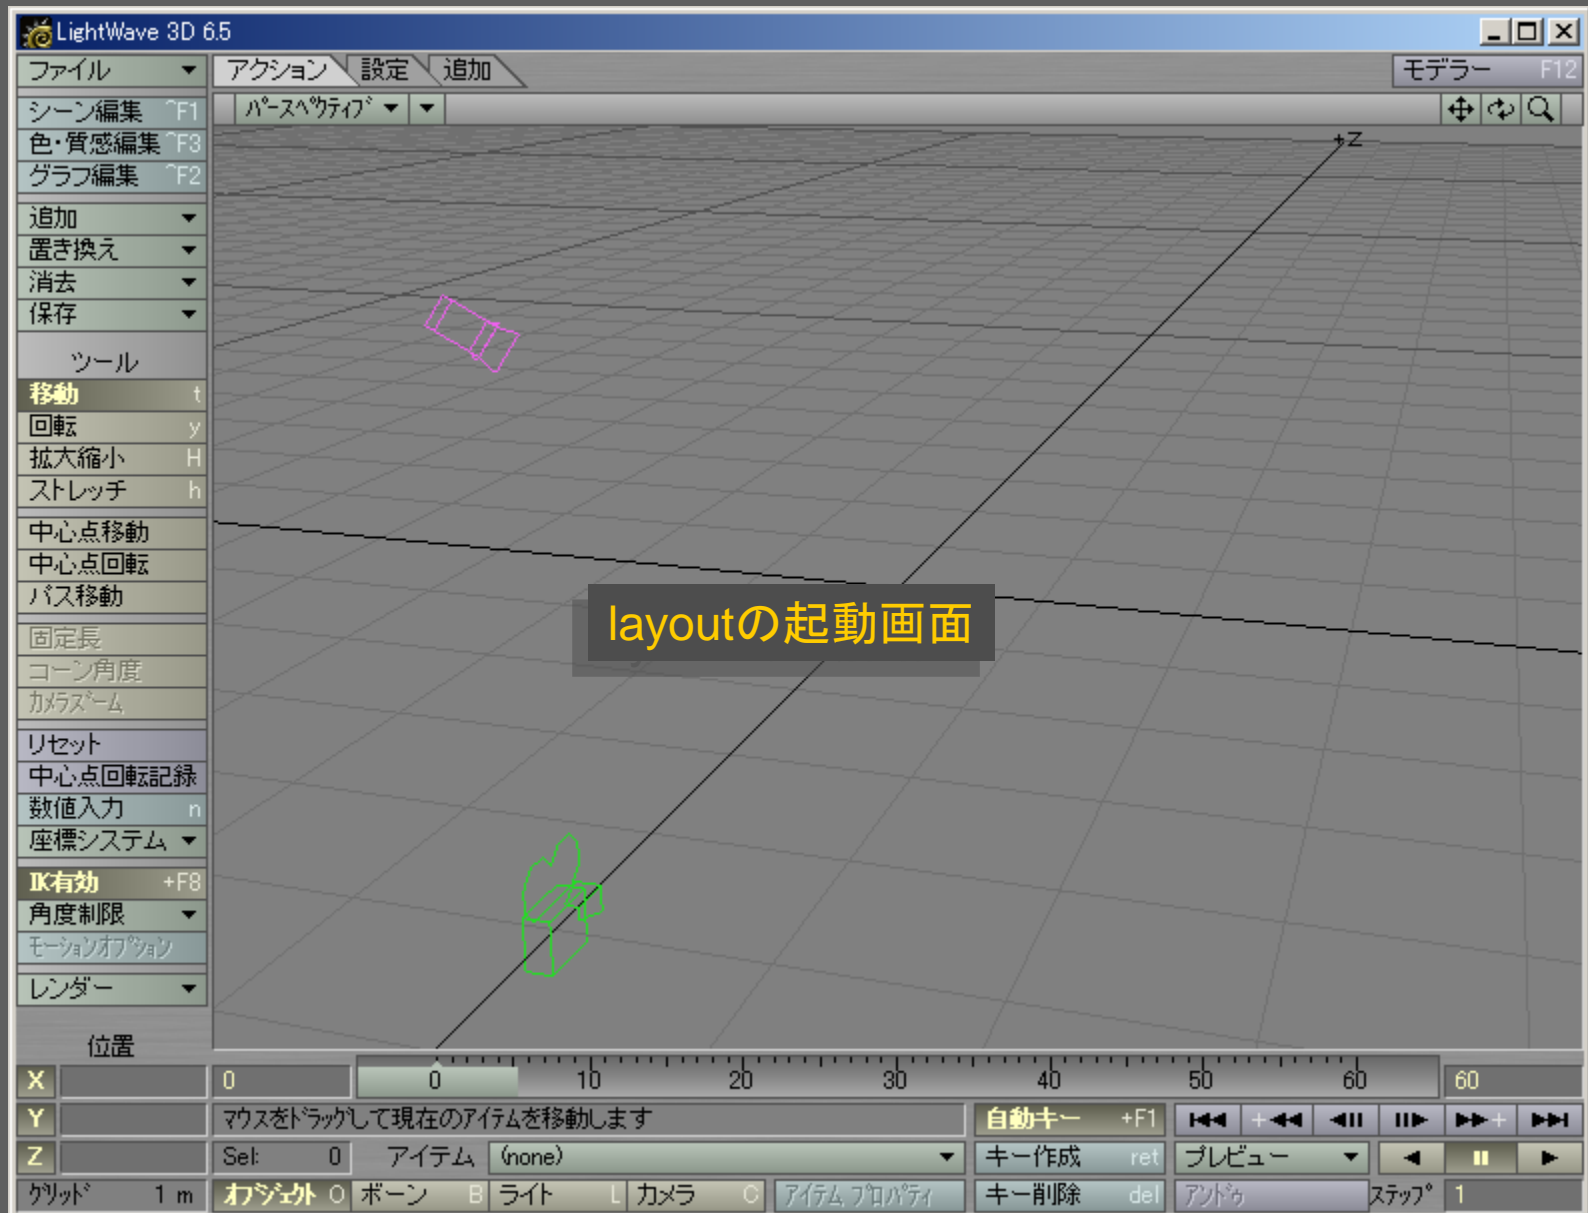 LightWave 3D 6.5
ファイル
アクション 設定 追加
モデラー F12
シーン編集 ^F1
色・質感編集 ^F3
グラフ編集 ^F2
パースペクティブ
+Z
追加
置き換え
消去
保存
ツール
移動 t
回転 y
拡大縮小 H
ストレッチ h
中心点移動
中心点回転
パス移動
layoutの起動画面
固定長
コーン角度
カメラズーム
リセット
中心点回転記録
数値入力 n
座標システム
IK有効 +F8
角度制限
モーションオプション
レンダー
位置
X 0 0 10 20 30 40 50 60 60
Y マウスをドラッグして現在のアイテムを移動します 自動キー +F1
Z Sel: 0 アイテム (none) キー作成 ret プレビュー
グリッド 1 m オブジェクト O ボーン B ライト L カメラ C アイテム プロパティ キー削除 del アンドゥ ステップ 1